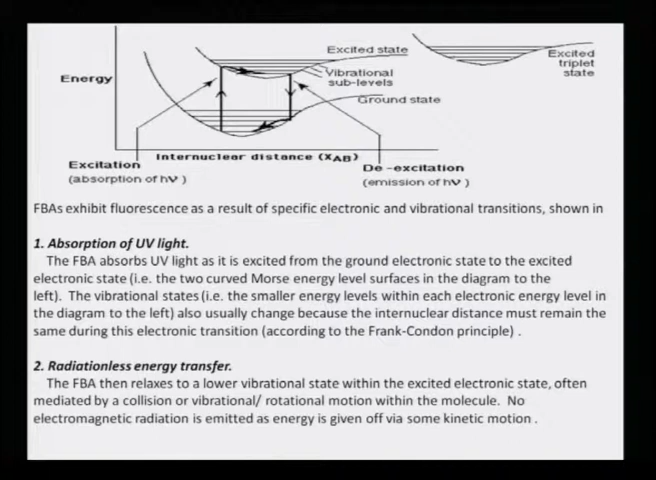 Excited state
Excited
triplet
state
Energy
Vibrational
sub-levels
Ground state
Excitation
Internuclear distance (XAB)
De -excitation
(absorption of hν )
(emission of hν )
FBAs exhibit fluorescence as a result of specific electronic and vibrational transitions, shown in
1. Absorption of UV light.
The FBA absorbs UV light as it is excited from the ground electronic state to the excited
electronic state (i.e. the two curved Morse energy level surfaces in the diagram to the
left). The vibrational states (i.e. the smaller energy levels within each electronic energy level in
the diagram to the left) also usually change because the internuclear distance must remain the
same during this electronic transition (according to the Frank-Condon principle) .
2. Radiationless energy transfer.
The FBA then relaxes to a lower vibrational state within the excited electronic state, often
mediated by a collision or vibrational/ rotational motion within the molecule. No
electromagnetic radiation is emitted as energy is given off via some kinetic motion .